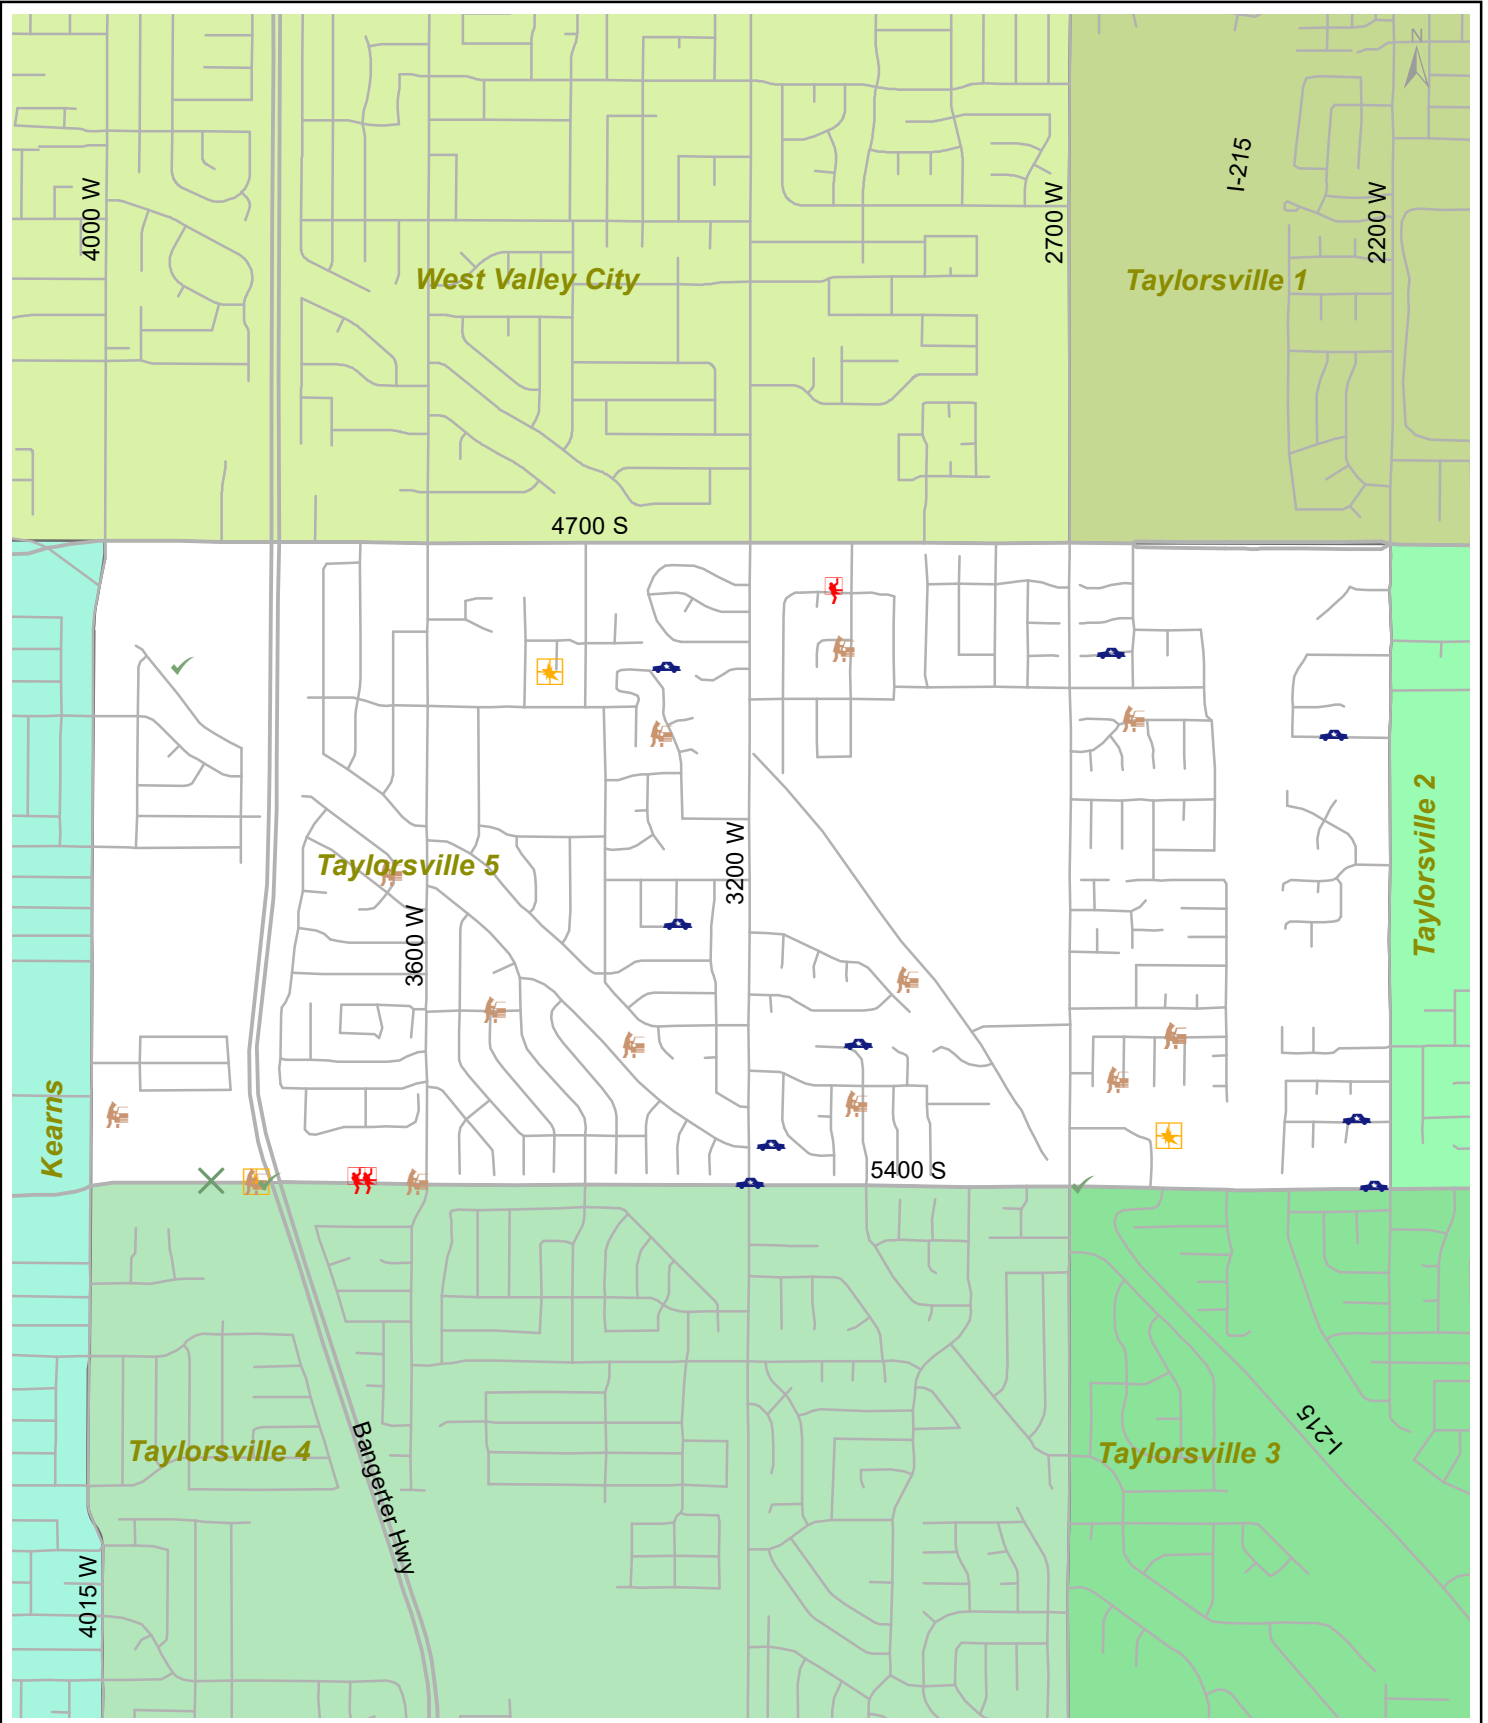 N
I-215
4000 W
2700 W
2200 W
West Valley City
Taylorsville 1
4700 S
Taylorsville 2
3200 W
Taylorsville 5
3600 W
Kearns
5400 S
Taylorsville 4
Bangerter Hwy
I-215
Taylorsville 3
4015 W